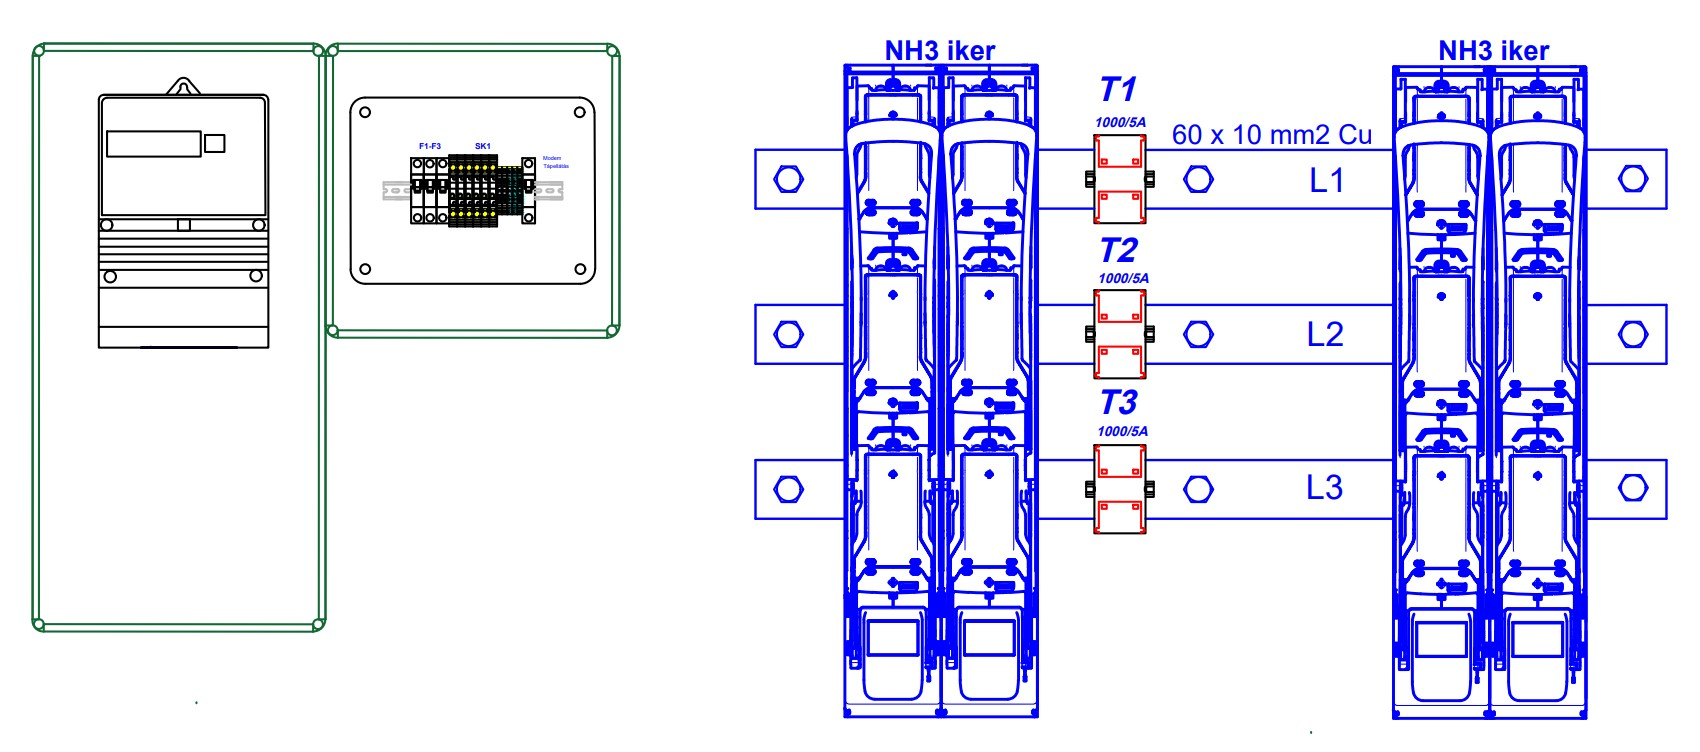 F1-F3
SK1
Modem
Tápellátás
NH3 iker
T1
1000/5A
60 x 10 mm2 Cu
L1
T2
1000/5A
L2
T3
1000/5A
L3
NH3 iker